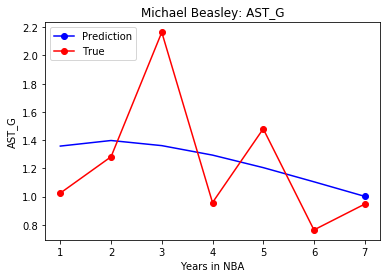 Michael Beasley: AST_G
Prediction
True
AST_G
2.2
2.0
1.8
1.6
1.4
1.2
1.0
0.8
1 2 3 4 5 6 7
Years in NBA